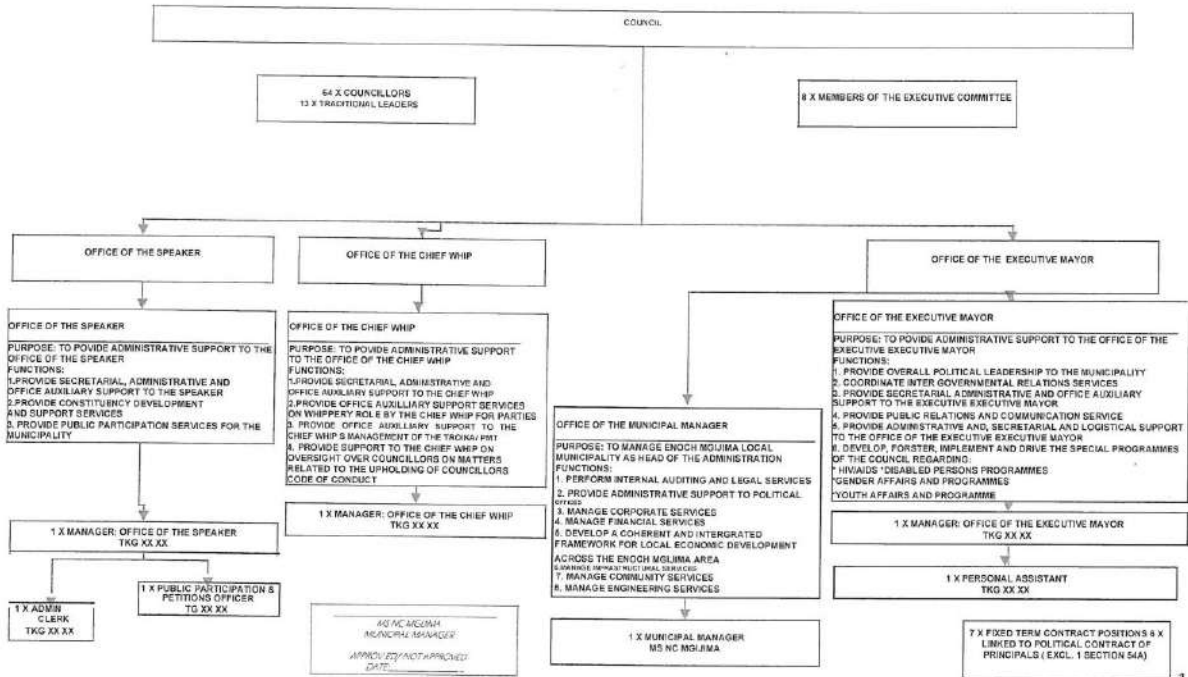 COUNCIL
64 X COUNCILLORS
13 X TRADITIONAL LEADERS
8 X MEMBERS OF THE EXECUTIVE COMMITTEE
OFFICE OF THE SPEAKER
OFFICE OF THE CHIEF WHIP
OFFICE OF THE EXECUTIVE MAYOR
OFFICE OF THE SPEAKER
PURPOSE: TO POVIDE ADMINISTRATIVE SUPPORT TO THE
OFFICE OF THE SPEAKER
FUNCTIONS:
1.PROVIDE SECRETARIAL, ADMINISTRATIVE AND
OFFICE AUXILIARY SUPPORT TO THE SPEAKER
2.PROVIDE CONSTITUENCY DEVELOPMENT
AND SUPPORT SERVICES
3. PROVIDE PUBLIC PARTICIPATION SERVICES FOR THE
MUNICIPALITY
1 X MANAGER: OFFICE OF THE SPEAKER
TKG XX XX
1 X ADMIN
CLERK
TKG XX XX
1 X PUBLIC PARTICIPATION &
PETITIONS OFFICER
TG XX XX
OFFICE OF THE CHIEF WHIP
PURPOSE: TO POVIDE ADMINISTRATIVE SUPPORT
TO THE OFFICE OF THE CHIEF WHIP
FUNCTIONS:
1.PROVIDE SECRETARIAL, ADMINISTRATIVE AND
OFFICE AUXILIARY SUPPORT TO THE CHIEF WHIP
2.PROVIDE OFFICE AUXILLIARY SUPPORT SERVICES
ON WHIPPERY ROLE BY THE CHIEF WHIP FOR PARTIES
3. PROVIDE OFFICE AUXILLIARY SUPPORT TO THE
CHIEF WHIP S MANAGEMENT OF THE TROIKA/ PMT
4. PROVIDE SUPPORT TO THE CHIEF WHIP ON
OVERSIGHT OVER COUNCILLORS ON MATTERS
RELATED TO THE UPHOLDING OF COUNCILLORS
CODE OF CONDUCT
1 X MANAGER: OFFICE OF THE CHIEF WHIP
TKG XX XX
MS NC MGIJIMA
MUNICIPAL MANAGER
APPROVED/ NOT APPROVED
DATE:
OFFICE OF THE MUNICIPAL MANAGER
PURPOSE: TO MANAGE ENOCH MGIJIMA LOCAL
MUNICIPALITY AS HEAD OF THE ADMINISTRATION
FUNCTIONS:
1. PERFORM INTERNAL AUDITING AND LEGAL SERVICES
2. PROVIDE ADMINISTRATIVE SUPPORT TO POLITICAL
OFFICES
3. MANAGE CORPORATE SERVICES
4. MANAGE FINANCIAL SERVICES
5. DEVELOP A COHERENT AND INTERGRATED
FRAMEWORK FOR LOCAL ECONOMIC DEVELOPMENT
ACROSS THE ENOCH MGIJIMA AREA
6.MANAGE INFRASTRUCTURAL SERVICES
7. MANAGE COMMUNITY SERVICES
8. MANAGE ENGINEERING SERVICES
1 X MUNICIPAL MANAGER
MS NC MGIJIMA
OFFICE OF THE EXECUTIVE MAYOR
PURPOSE: TO POVIDE ADMINISTRATIVE SUPPORT TO THE OFFICE OF THE
EXECUTIVE EXECUTIVE MAYOR
FUNCTIONS:
1. PROVIDE OVERALL POLITICAL LEADERSHIP TO THE MUNICIPALITY
2. COORDINATE INTER GOVERNMENTAL RELATIONS SERVICES
3. PROVIDE SECRETARIAL ADMINISTRATIVE AND OFFICE AUXILIARY
SUPPORT TO THE EXECUTIVE EXECUTIVE MAYOR
4. PROVIDE PUBLIC RELATIONS AND COMMUNICATION SERVICE
5. PROVIDE ADMINISTRATIVE AND, SECRETARIAL AND LOGISTICAL SUPPORT
TO THE OFFICE OF THE EXECUTIVE EXECUTIVE MAYOR
6. DEVELOP, FORSTER, IMPLEMENT AND DRIVE THE SPECIAL PROGRAMMES
OF THE COUNCIL REGARDING:
* HIV/AIDS *DISABLED PERSONS PROGRAMMES
*GENDER AFFAIRS AND PROGRAMMES
*YOUTH AFFAIRS AND PROGRAMME
1 X MANAGER: OFFICE OF THE EXECUTIVE MAYOR
TKG XX XX
1 X PERSONAL ASSISTANT
TKG XX XX
7 X FIXED TERM CONTRACT POSITIONS 6 X
LINKED TO POLITICAL CONTRACT OF
PRINCIPALS ( EXCL. 1 SECTION 54A)